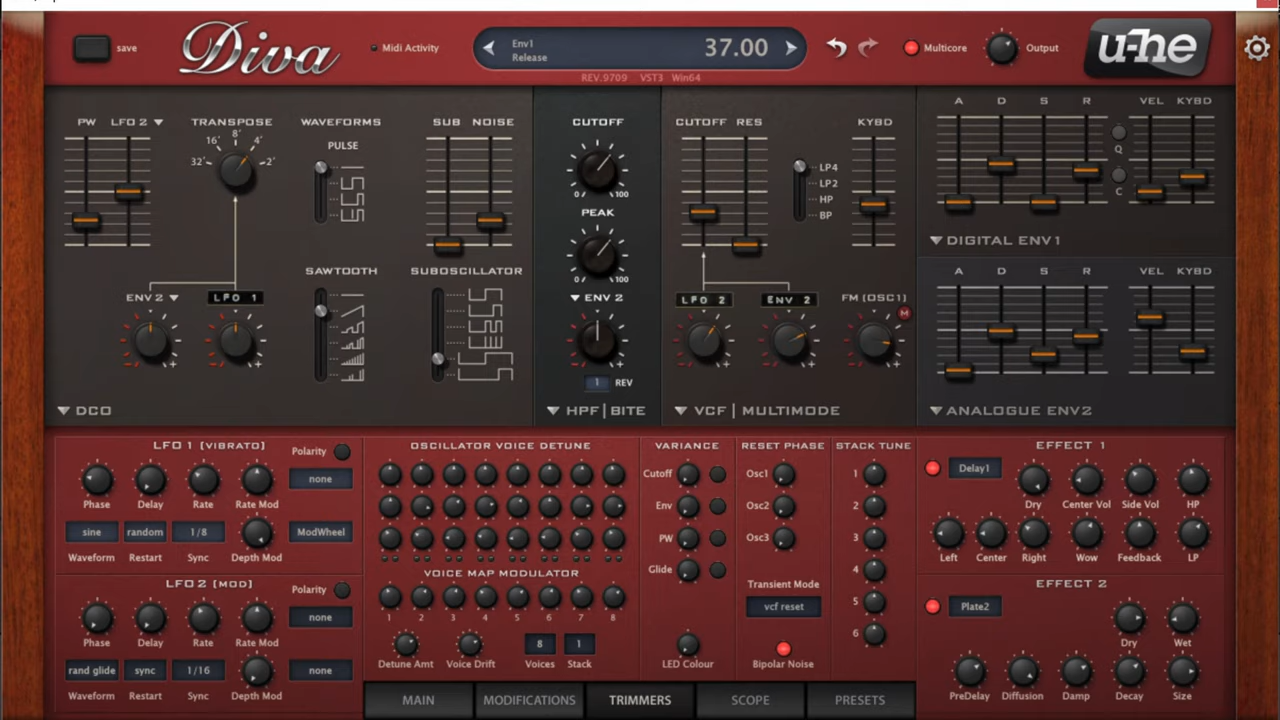 save
Diva
Midi Activity
Env1
Release
37.00
Multicore
Output
u-he
REV.9709 VST3 Win64
PW LFO 2
TRANSPOSE
32' 16' 8' 4' 2'
WAVEFORMS
PULSE
SUB NOISE
ENV 2
LFO 1
SAWTOOTH
SUBOSCILLATOR
DCO
CUTOFF
0 100
PEAK
0 100
ENV 2
1 REV
HPF | BITE
CUTOFF RES
KYBD
LP4
LP2
HP
BP
LFO 2
ENV 2
FM (OSC1)
M
VCF | MULTIMODE
A D S R VEL KYBD
Q
C
DIGITAL ENV1
A D S R VEL KYBD
ANALOGUE ENV2
LFO 1 (VIBRATO)
Polarity
none
Phase Delay Rate Rate Mod
sine random 1/8 ModWheel
Waveform Restart Sync Depth Mod
LFO 2 (MOD)
Polarity
none
Phase Delay Rate Rate Mod
rand glide sync 1/16 none
Waveform Restart Sync Depth Mod
OSCILLATOR VOICE DETUNE
VOICE MAP MODULATOR
1 2 3 4 5 6 7 8
8 1
Detune Amt Voice Drift Voices Stack
VARIANCE
Cutoff
Env
PW
Glide
LED Colour
RESET PHASE
Osc1
Osc2
Osc3
Transient Mode
vcf reset
Bipolar Noise
STACK TUNE
1
2
3
4
5
6
MAIN MODIFICATIONS TRIMMERS SCOPE PRESETS
EFFECT 1
Delay1
Dry Center Vol Side Vol HP
Left Center Right Wow Feedback LP
EFFECT 2
Plate2
Dry Wet
PreDelay Diffusion Damp Decay Size